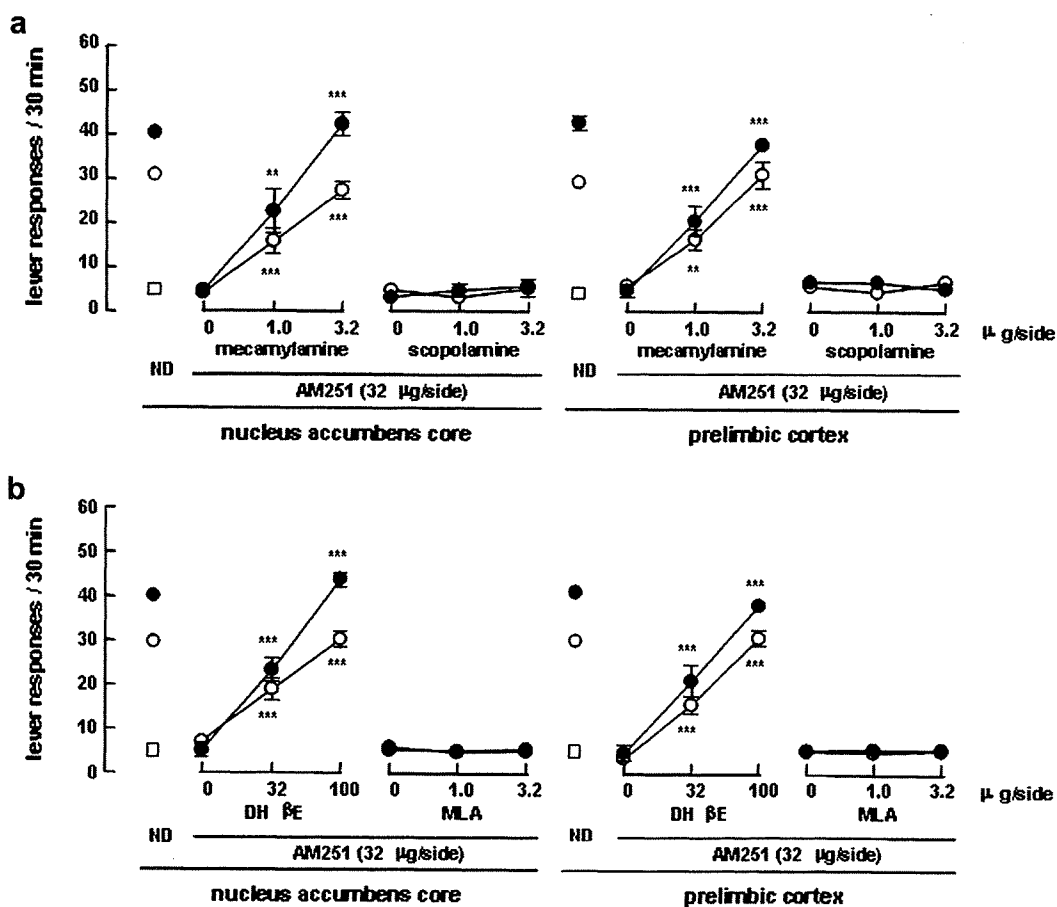 a
lever responses / 30 min
60
50
40
30
20
10
0
**
***
***
***
***
**
***
***
0 1.0 3.2
mecamylamine
0 1.0 3.2
scopolamine
0 1.0 3.2
mecamylamine
0 1.0 3.2
scopolamine
μ g/side
ND
AM251 (32 μg/side)
nucleus accumbens core
ND
AM251 (32 μg/side)
prelimbic cortex
b
lever responses / 30 min
60
50
40
30
20
10
0
***
***
***
***
***
***
***
***
0 32 100
DH βE
0 1.0 3.2
MLA
0 32 100
DH βE
0 1.0 3.2
MLA
μ g/side
ND
AM251 (32 μg/side)
nucleus accumbens core
ND
AM251 (32 μg/side)
prelimbic cortex